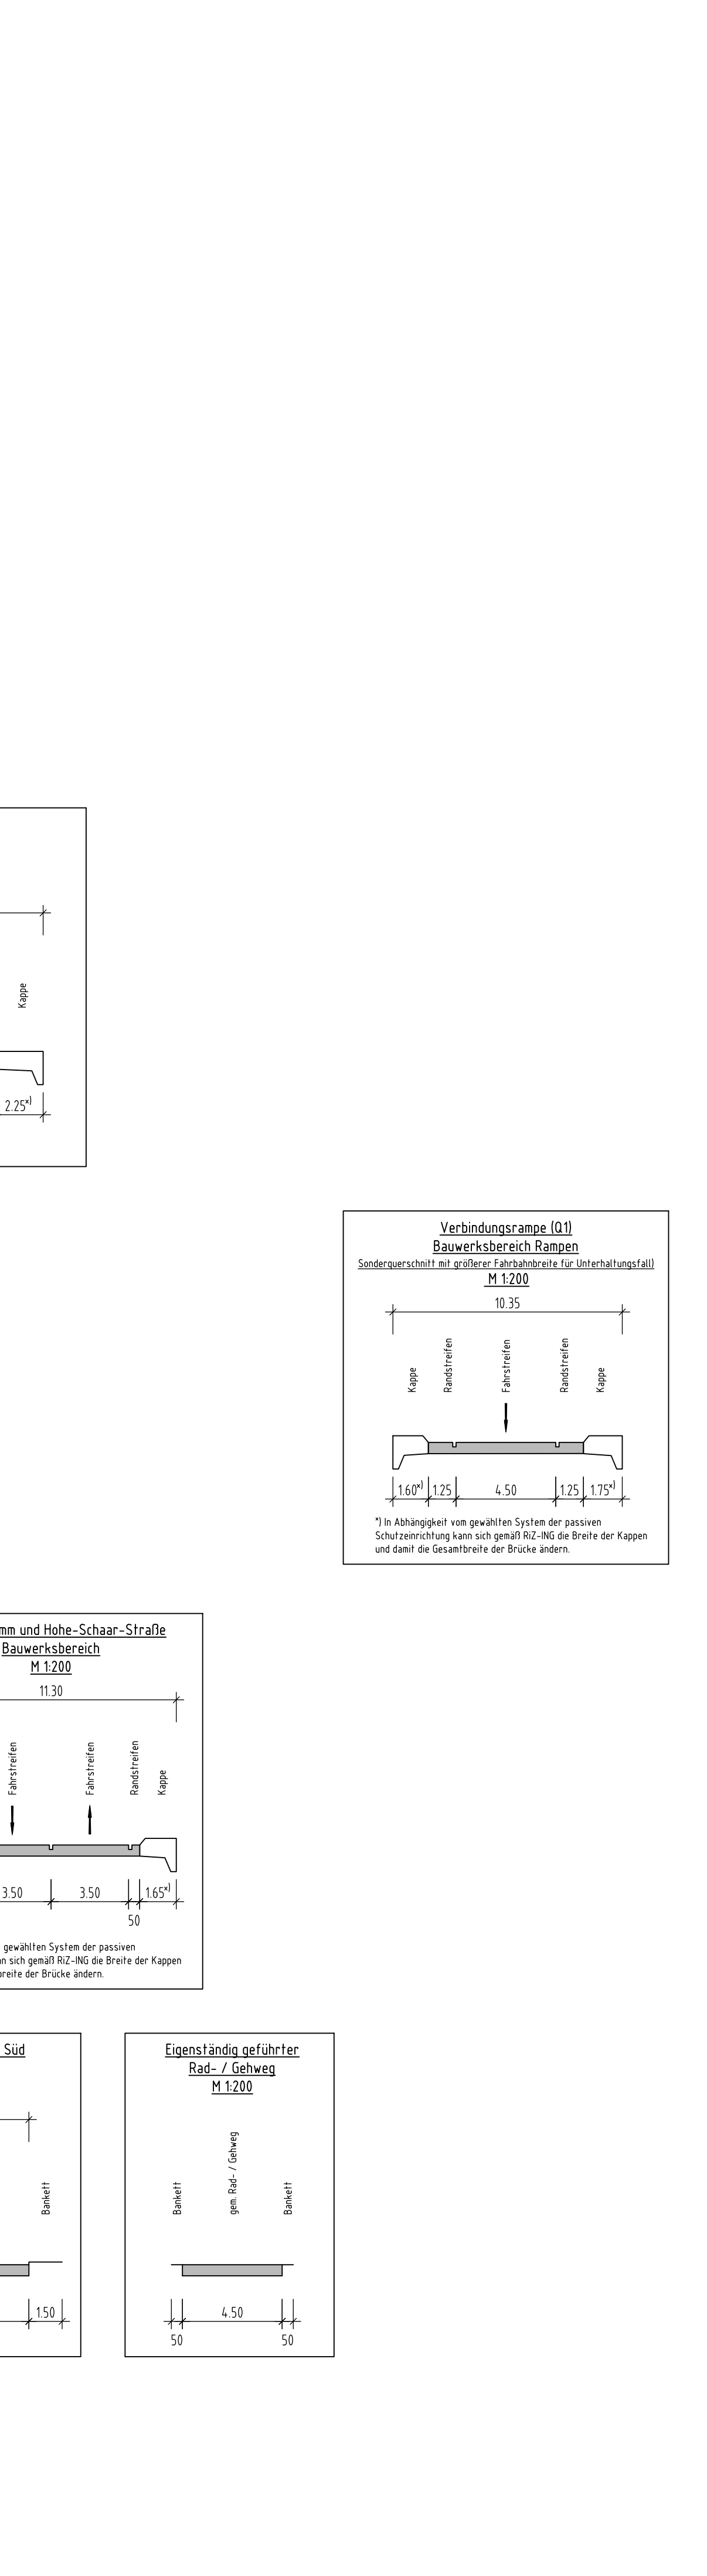 Kappe
2.25*)
Verbindungsrampe (Q1)
Bauwerksbereich Rampen
Sonderquerschnitt mit größerer Fahrbahnbreite für Unterhaltungsfall)
M 1:200
10.35
Kappe
Randstreifen
Fahrstreifen
Randstreifen
Kappe
1.60*) 1.25 4.50 1.25 1.75*)
*) In Abhängigkeit vom gewählten System der passiven
Schutzeinrichtung kann sich gemäß RiZ-ING die Breite der Kappen
und damit die Gesamtbreite der Brücke ändern.
mm und Hohe-Schaar-Straße
Bauwerksbereich
M 1:200
11.30
Fahrstreifen
Fahrstreifen
Randstreifen
Kappe
3.50 3.50 1.65*)
50
gewählten System der passiven
n sich gemäß RiZ-ING die Breite der Kappen
breite der Brücke ändern.
Süd
Bankett
1.50
Eigenständig geführter
Rad- / Gehweg
M 1:200
Bankett
gem. Rad- / Gehweg
Bankett
4.50
50 50